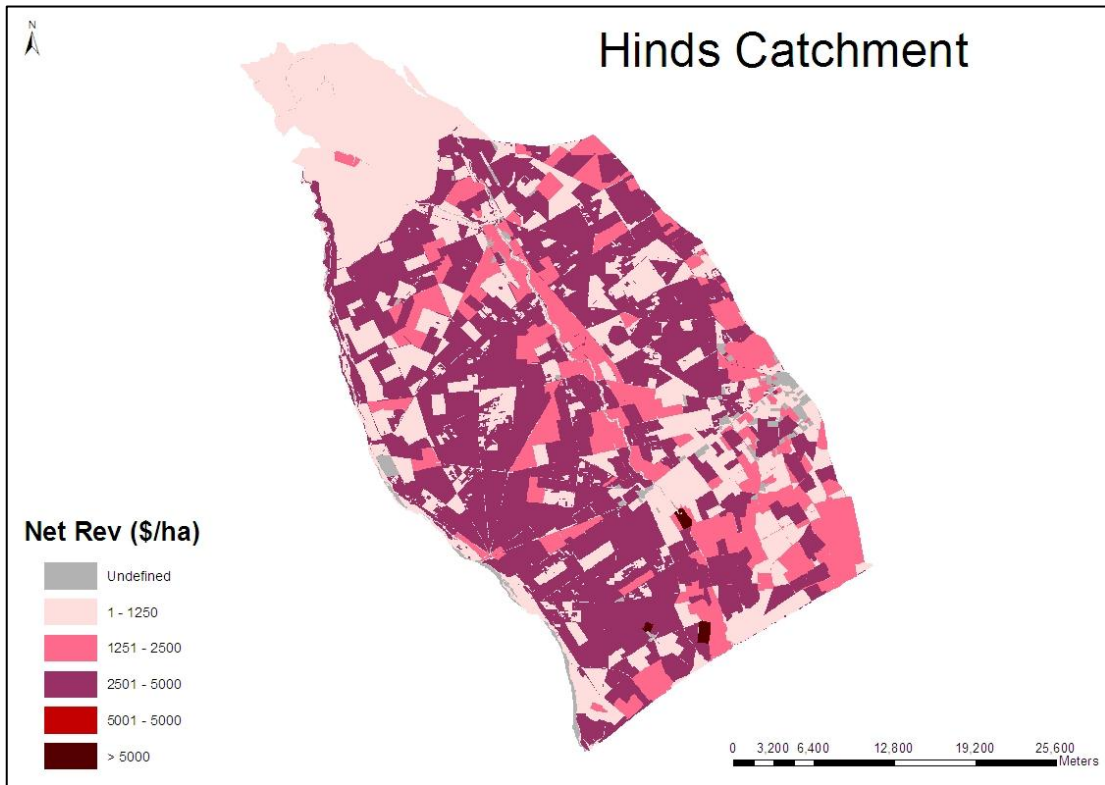 N
Hinds Catchment
Net Rev ($/ha)
Undefined
1 - 1250
1251 - 2500
2501 - 5000
5001 - 5000
> 5000
0 3,200 6,400 12,800 19,200 25,600
Meters